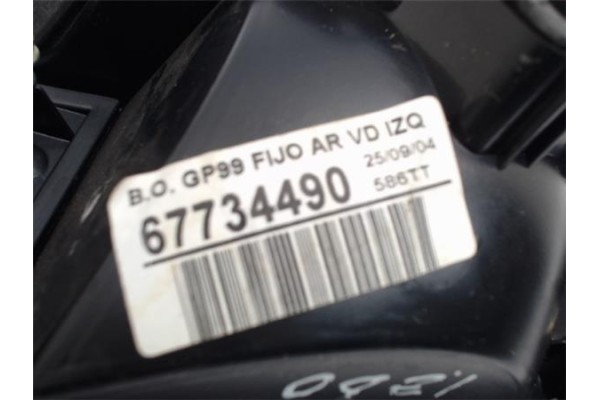 B.O. GP99 FIJO AR VD IZQ
25/09/04
67734490
586TT